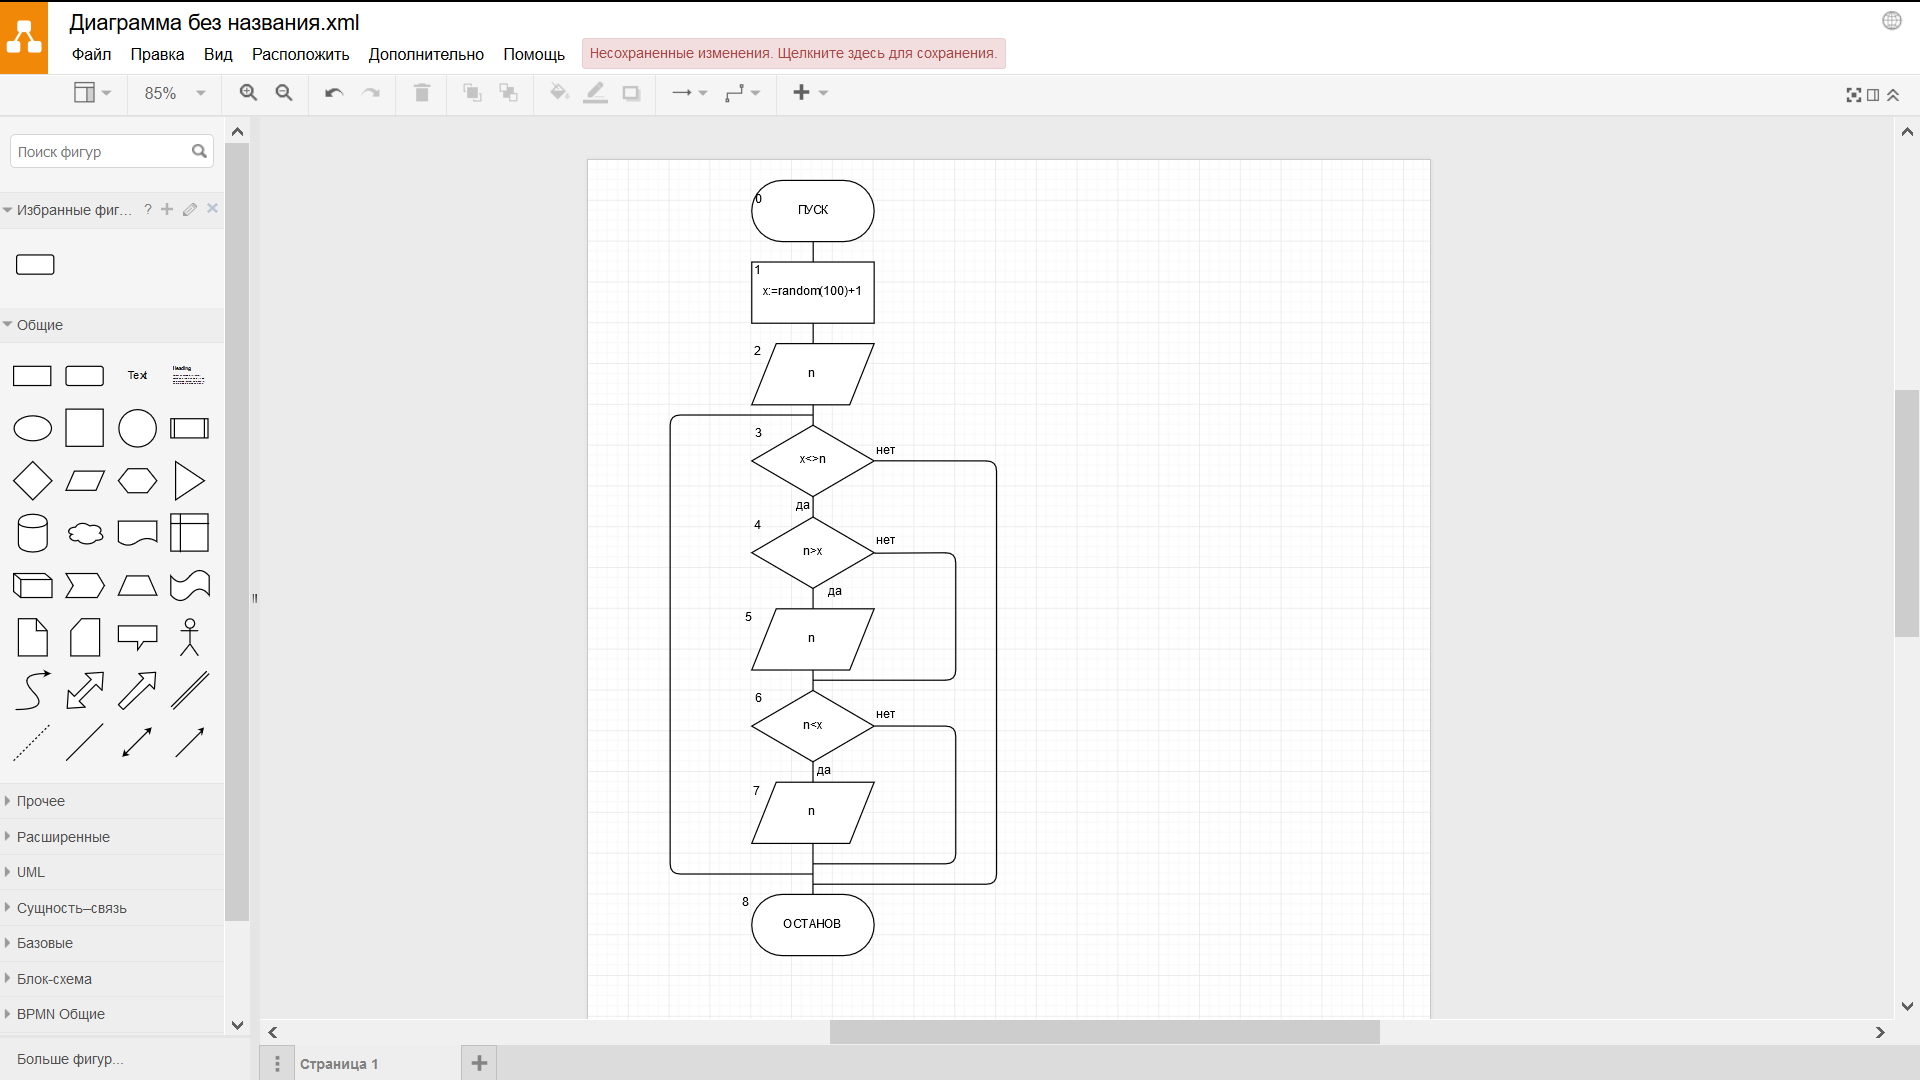 Диаграмма без названия.xml
Файл Правка Вид Расположить Дополнительно Помощь Несохраненные изменения. Щелкните здесь для сохранения.
85%
Поиск фигур
Избранные фиг... ?
Общие
Text
Heading
Прочее
Расширенные
UML
Сущность–связь
Базовые
Блок-схема
BPMN Общие
Больше фигур...
0
ПУСК
1
x:=random(100)+1
2
n
3
x<>n
нет
да
4
n>x
нет
да
5
n
6
n<x
нет
да
7
n
8
ОСТАНОВ
Страница 1